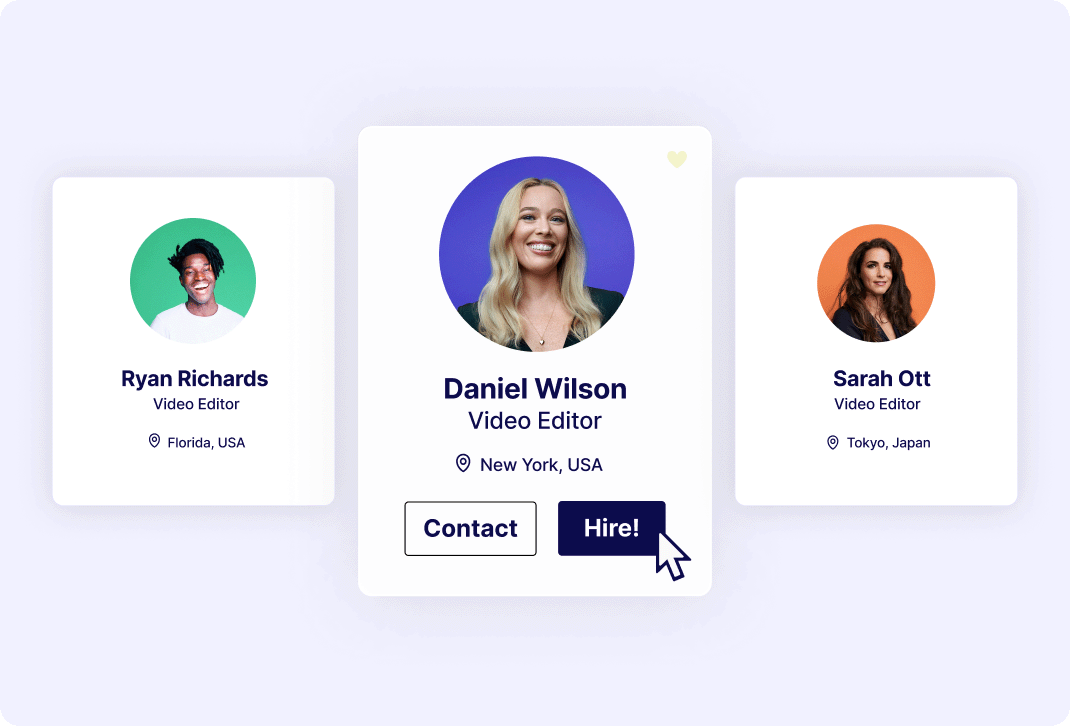 Ryan Richards
Video Editor
Florida, USA
Daniel Wilson
Video Editor
New York, USA
Contact
Hire!
Sarah Ott
Video Editor
Tokyo, Japan